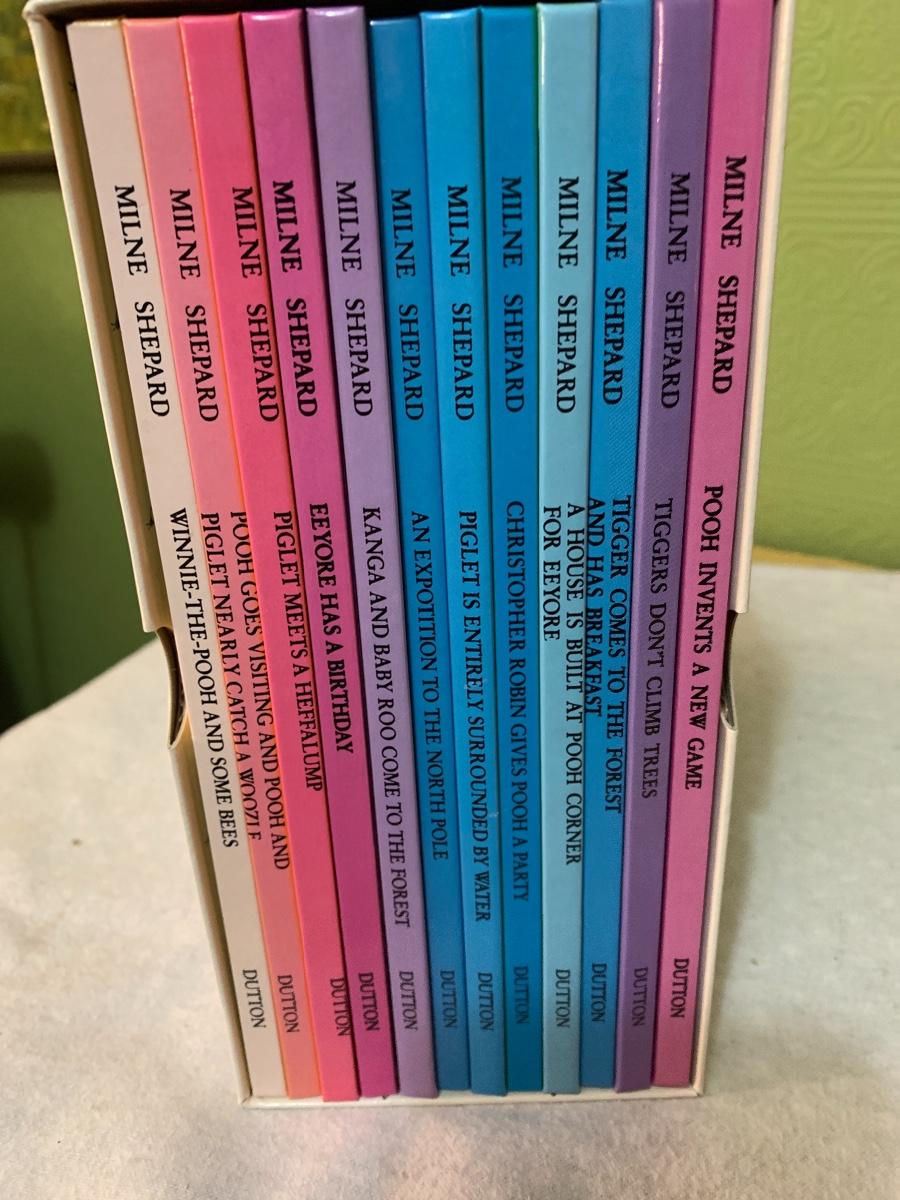 MILNE SHEPARD WINNIE-THE-POOH AND SOME BEES DUTTON
MILNE SHEPARD
POOH GOES VISITING AND POOH AND
PIGLET NEARLY CATCH A WOOZLE
DUTTON
MILNE SHEPARD PIGLET MEETS A HEFFALUMP DUTTON
MILNE SHEPARD EEYORE HAS A BIRTHDAY DUTTON
MILNE SHEPARD KANGA AND BABY ROO COME TO THE FOREST DUTTON
MILNE SHEPARD AN EXPOTITION TO THE NORTH POLE DUTTON
MILNE SHEPARD PIGLET IS ENTIRELY SURROUNDED BY WATER DUTTON
MILNE SHEPARD CHRISTOPHER ROBIN GIVES POOH A PARTY DUTTON
MILNE SHEPARD
A HOUSE IS BUILT AT POOH CORNER
FOR EEYORE
DUTTON
MILNE SHEPARD
TIGGER COMES TO THE FOREST
AND HAS BREAKFAST
DUTTON
MILNE SHEPARD TIGGERS DON'T CLIMB TREES DUTTON
MILNE SHEPARD POOH INVENTS A NEW GAME DUTTON